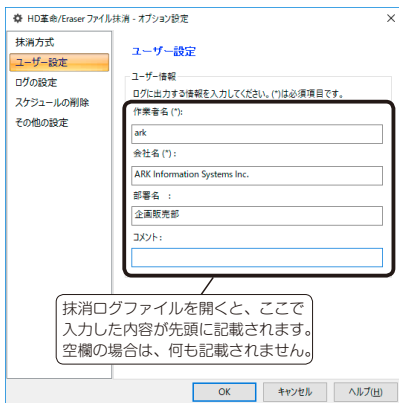 HD革命/Eraser ファイル抹消 - オプション設定
抹消方式
ユーザー設定
ログの設定
スケジュールの削除
その他の設定
ユーザー設定
ユーザー情報
ログに出力する情報を入力してください。(*)は必須項目です。
作業者名 (*):
ark
会社名 (*) :
ARK Information Systems Inc.
部署名 :
企画販売部
コメント :
抹消ログファイルを開くと、ここで
入力した内容が先頭に記載されます。
空欄の場合は、何も記載されません。
OK キャンセル ヘルプ(H)